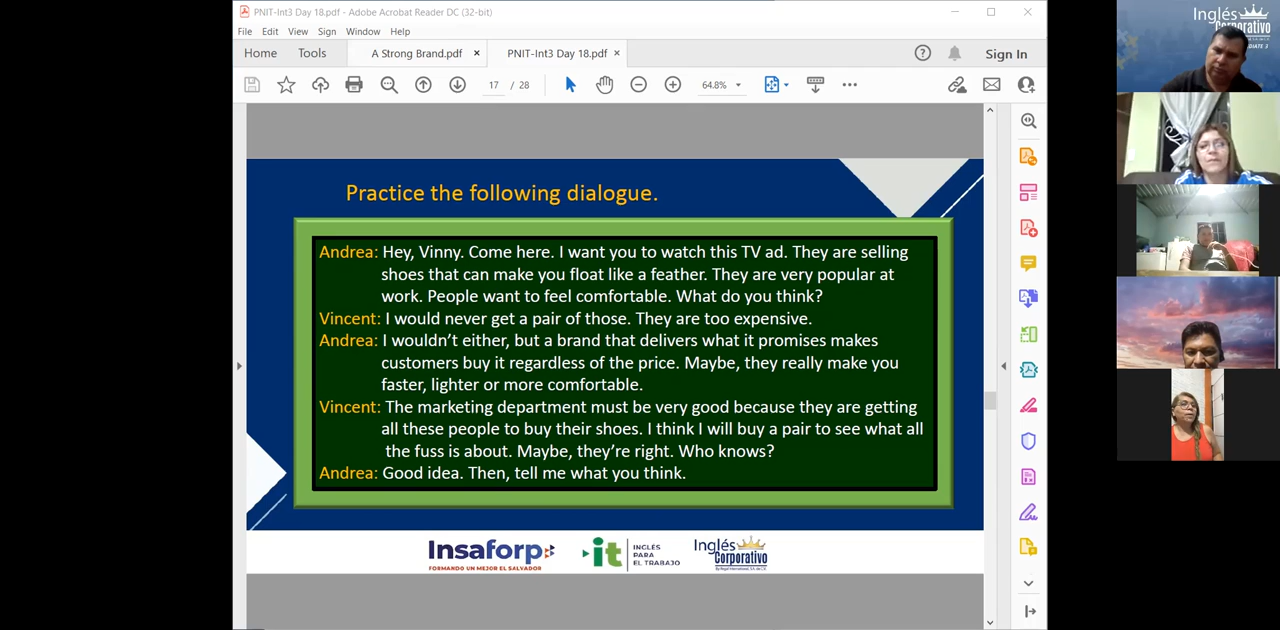 PNIT-Int3 Day 18.pdf - Adobe Acrobat Reader DC (32-bit)
File Edit View Sign Window Help
Home Tools A Strong Brand.pdf × PNIT-Int3 Day 18.pdf × Sign In
17 / 28 64.8%
Practice the following dialogue.
Andrea: Hey, Vinny. Come here. I want you to watch this TV ad. They are selling
shoes that can make you float like a feather. They are very popular at
work. People want to feel comfortable. What do you think?
Vincent: I would never get a pair of those. They are too expensive.
Andrea: I wouldn't either, but a brand that delivers what it promises makes
customers buy it regardless of the price. Maybe, they really make you
faster, lighter or more comfortable.
Vincent: The marketing department must be very good because they are getting
all these people to buy their shoes. I think I will buy a pair to see what all
the fuss is about. Maybe, they're right. Who knows?
Andrea: Good idea. Then, tell me what you think.
Insaforp
FORMANDO UN MEJOR EL SALVADOR
it
INGLÉS
PARA
EL TRABAJO
Inglés
Corporativo
Inglés
Corporativo